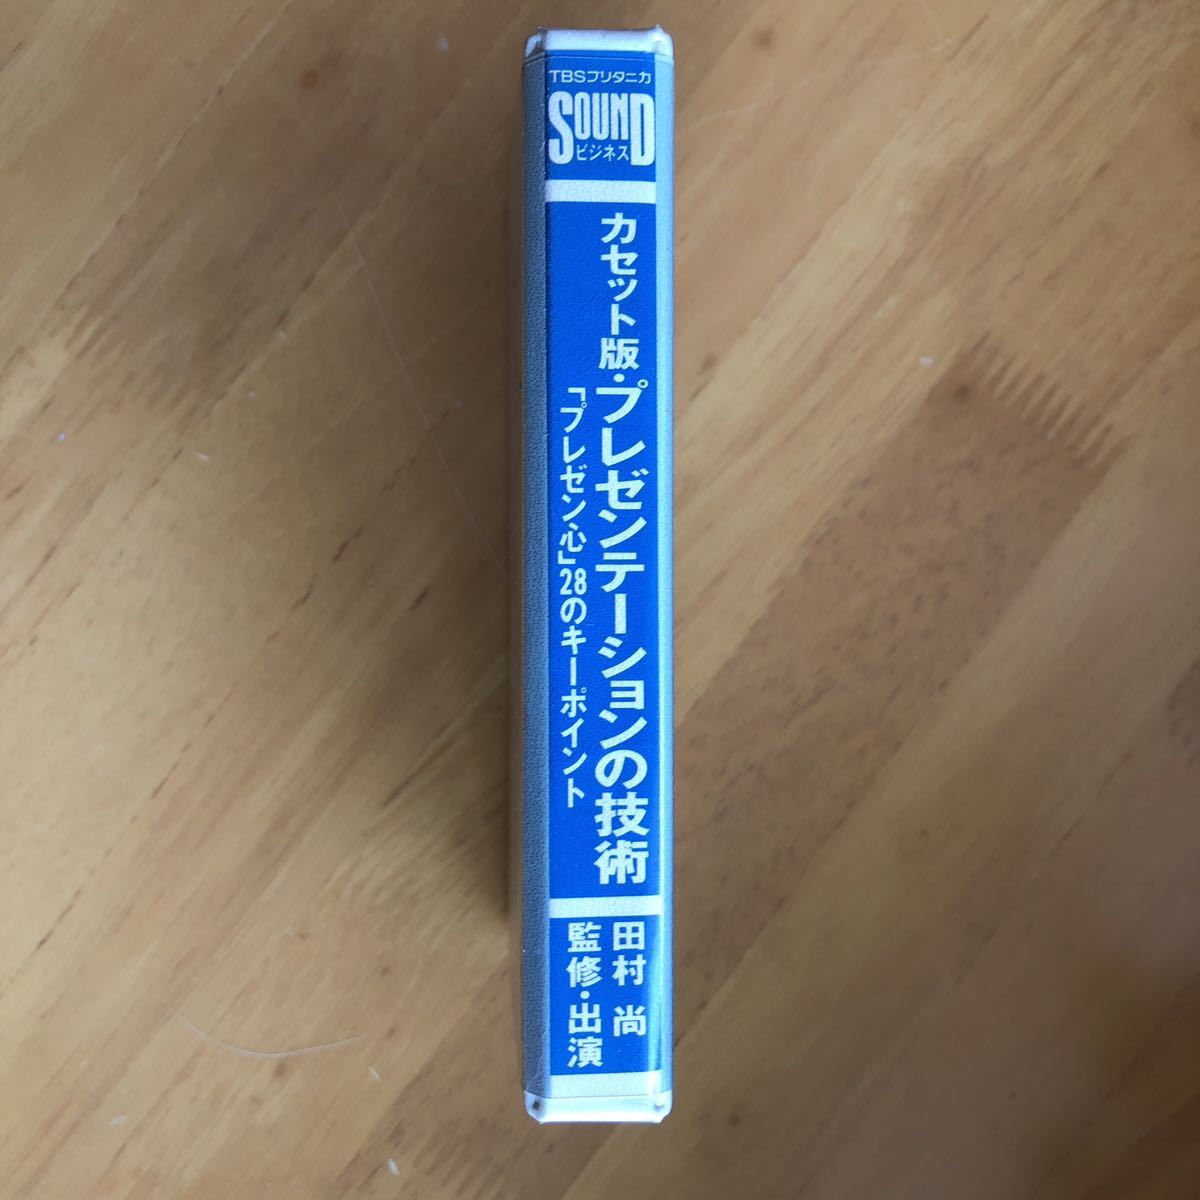 TBSブリタニカ
SOUND
ビジネス
カセット版・プレゼンテーションの技術
「プレゼン心」28のキーポイント
田村 尚
監修・出演